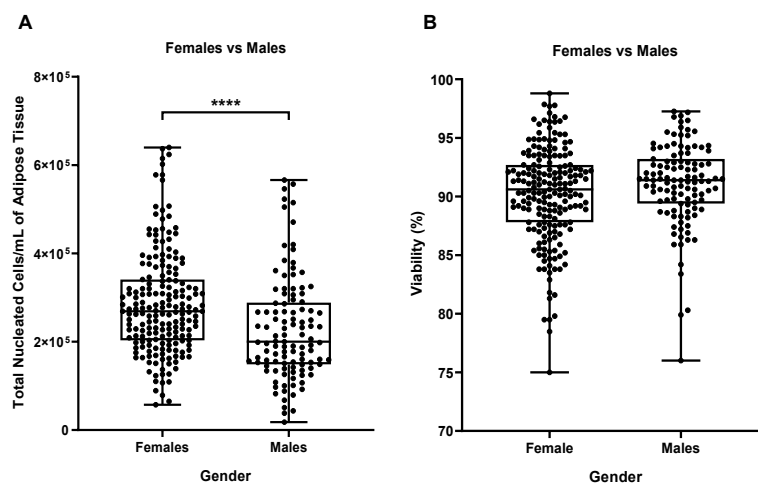 A
Females vs Males
Total Nucleated Cells/mL of Adipose Tissue
8×10⁵
6×10⁵
4×10⁵
2×10⁵
0
****
Females
Males
Gender
B
Females vs Males
Viability (%)
100
95
90
85
80
75
70
Female
Males
Gender